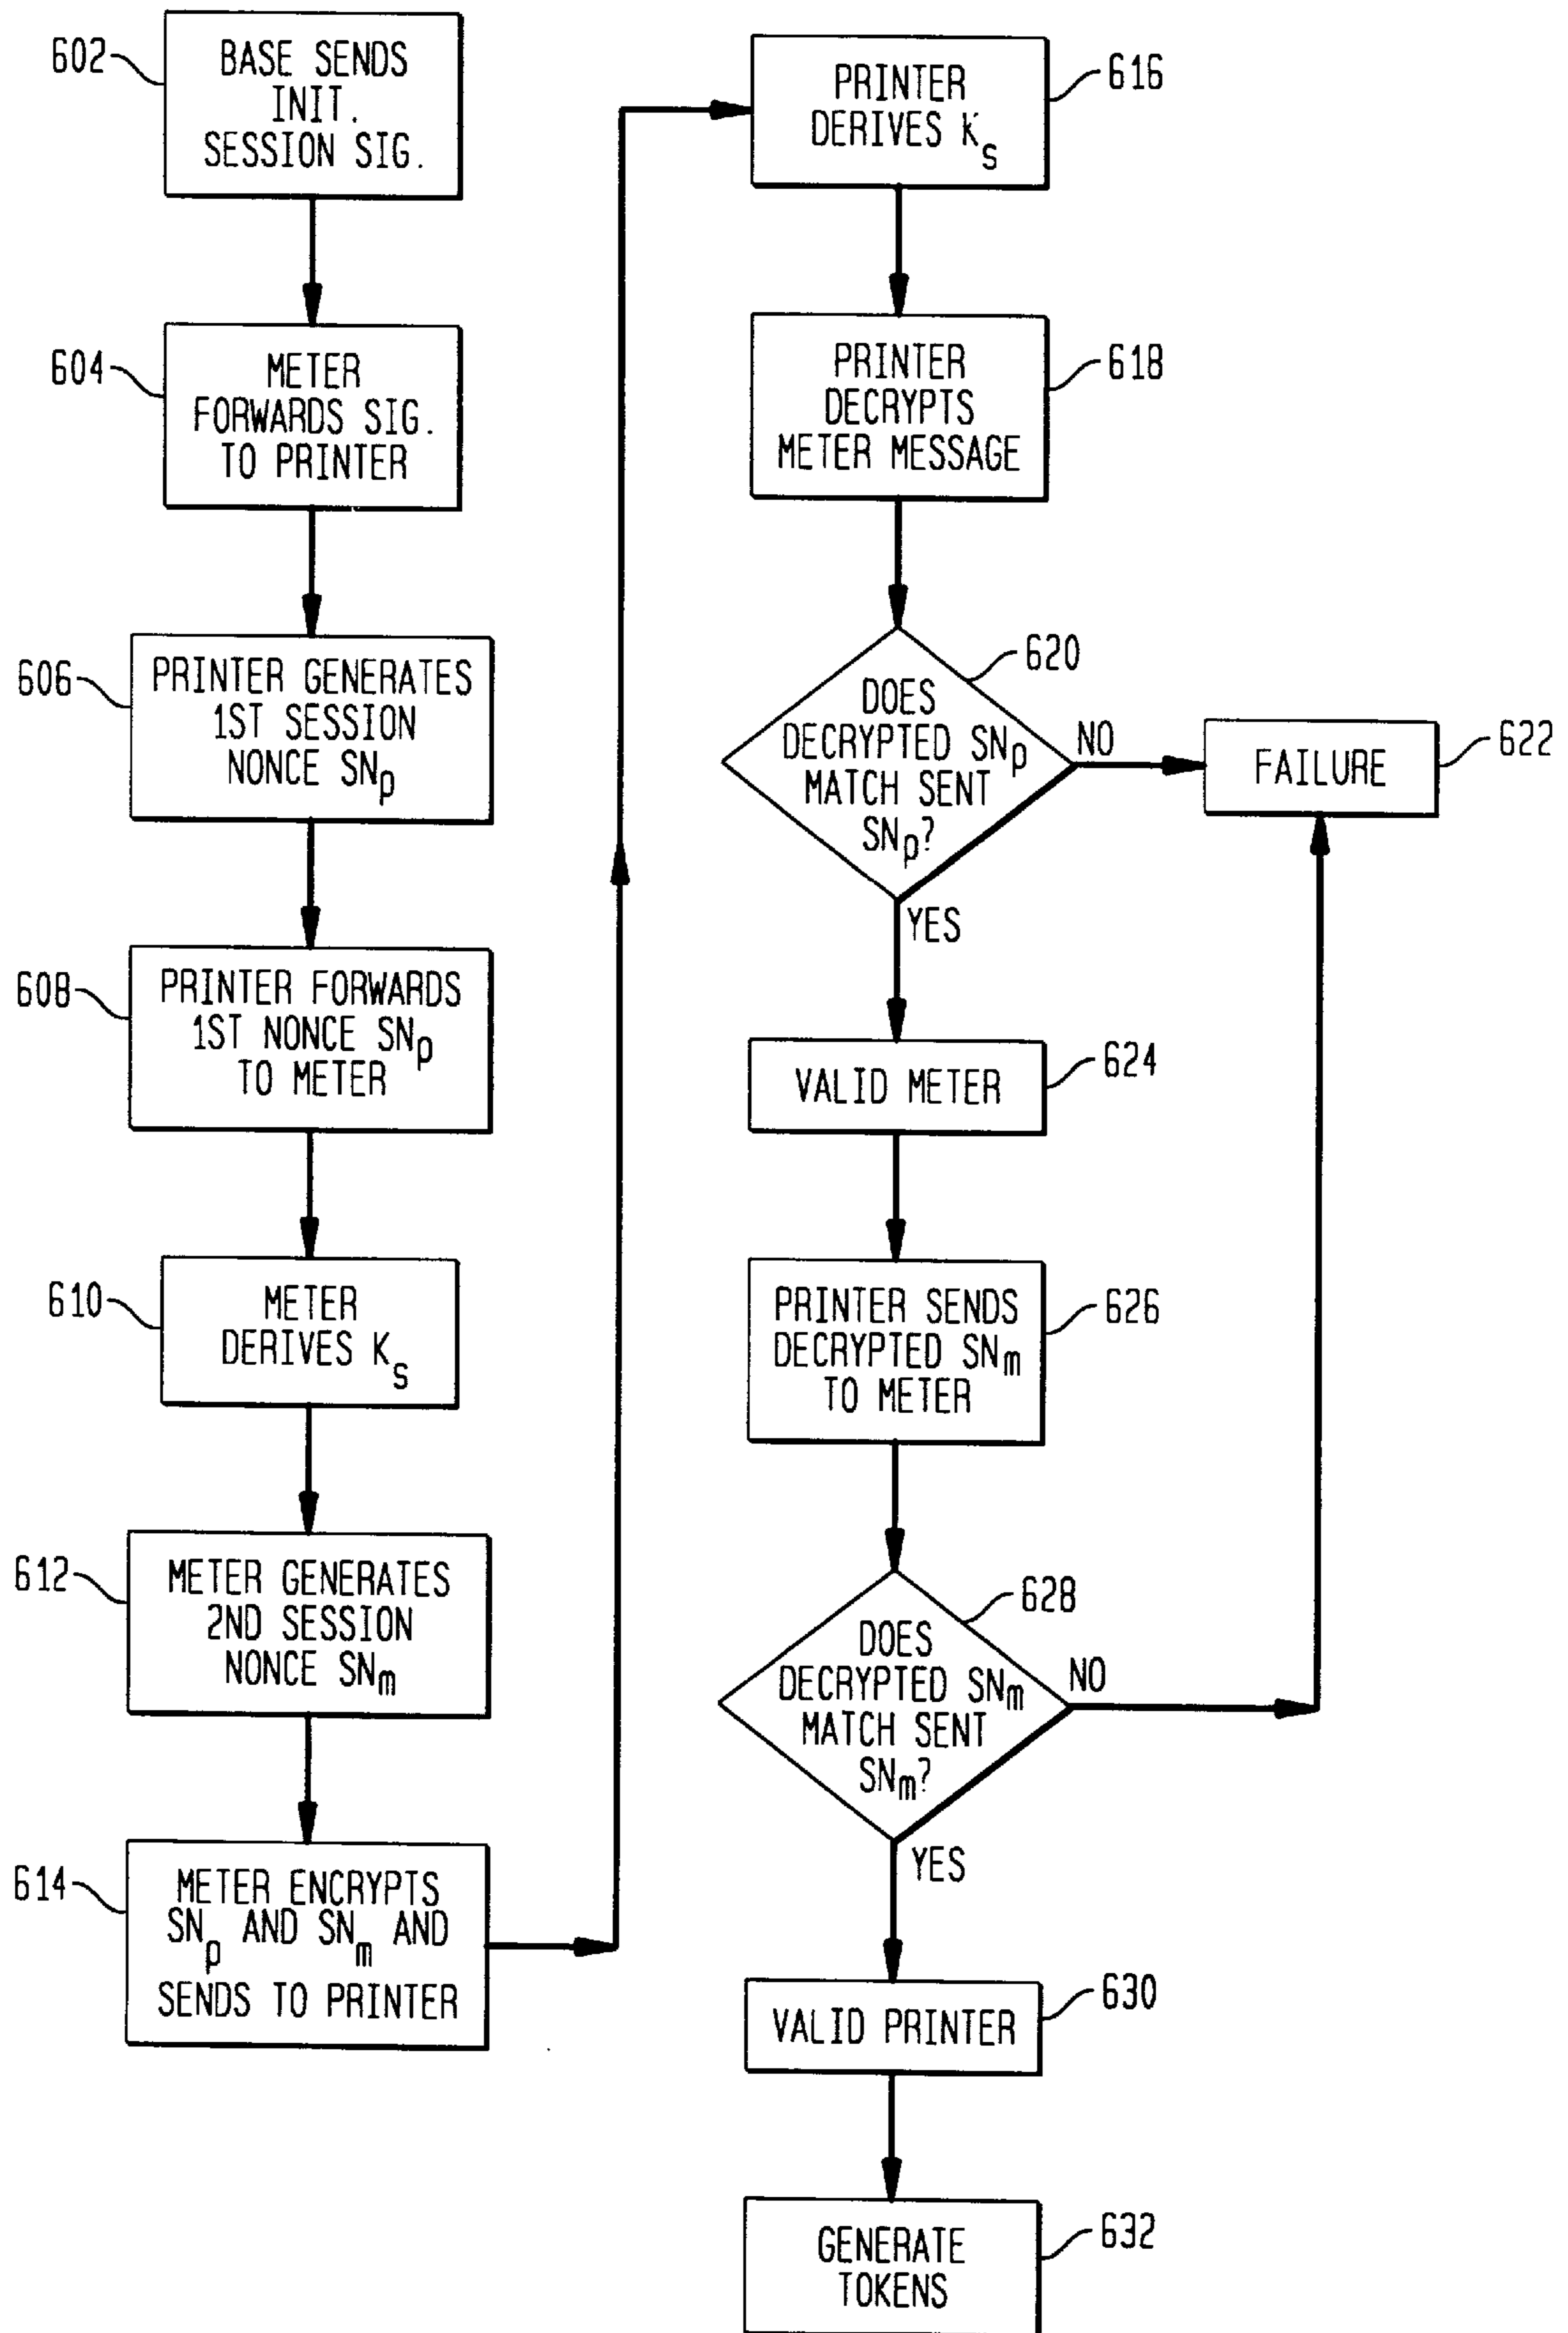 602
BASE SENDS
INIT.
SESSION SIG.
604
METER
FORWARDS SIG.
TO PRINTER
606
PRINTER GENERATES
1ST SESSION
NONCE SNp
608
PRINTER FORWARDS
1ST NONCE SNp
TO METER
610
METER
DERIVES Ks
612
METER GENERATES
2ND SESSION
NONCE SNm
614
METER ENCRYPTS
SNp AND SNm AND
SENDS TO PRINTER
616
PRINTER
DERIVES Ks
618
PRINTER
DECRYPTS
METER MESSAGE
620
DOES
DECRYPTED SNp
MATCH SENT
SNp?
NO
YES
622
FAILURE
624
VALID METER
626
PRINTER SENDS
DECRYPTED SNm
TO METER
628
DOES
DECRYPTED SNm
MATCH SENT
SNm?
NO
YES
630
VALID PRINTER
632
GENERATE
TOKENS